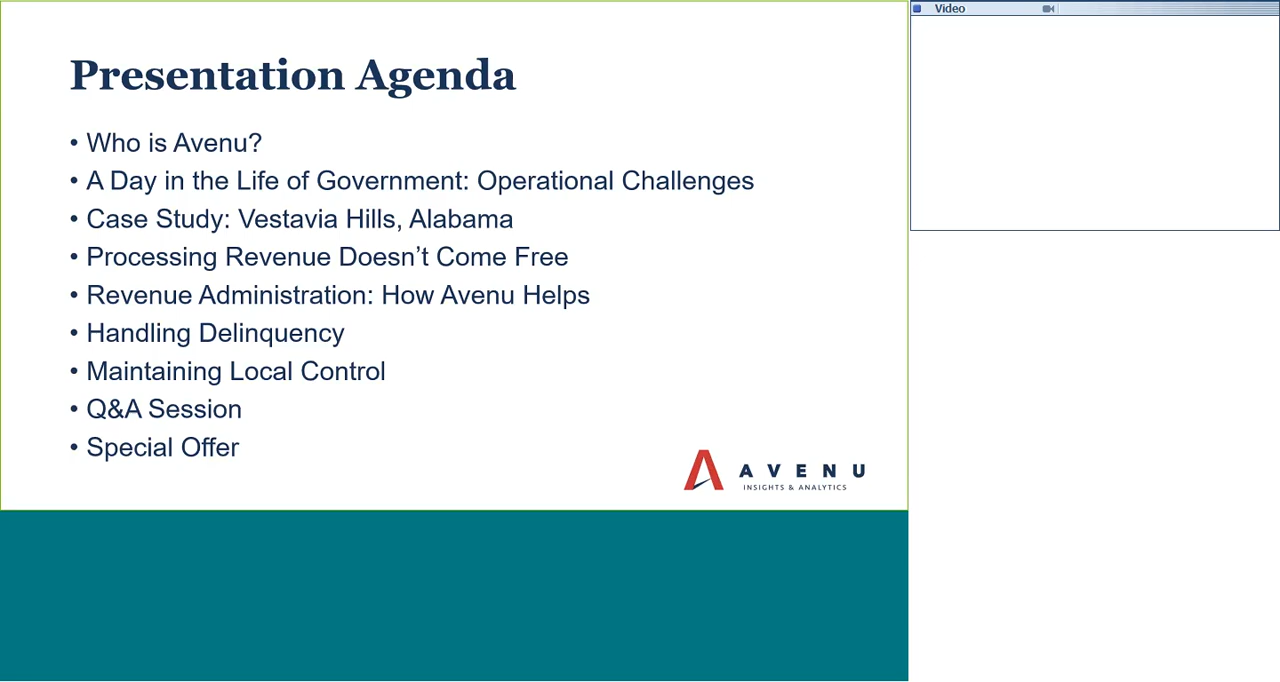 Presentation Agenda
• Who is Avenu?
• A Day in the Life of Government: Operational Challenges
• Case Study: Vestavia Hills, Alabama
• Processing Revenue Doesn’t Come Free
• Revenue Administration: How Avenu Helps
• Handling Delinquency
• Maintaining Local Control
• Q&A Session
• Special Offer
AVENU
INSIGHTS & ANALYTICS
Video